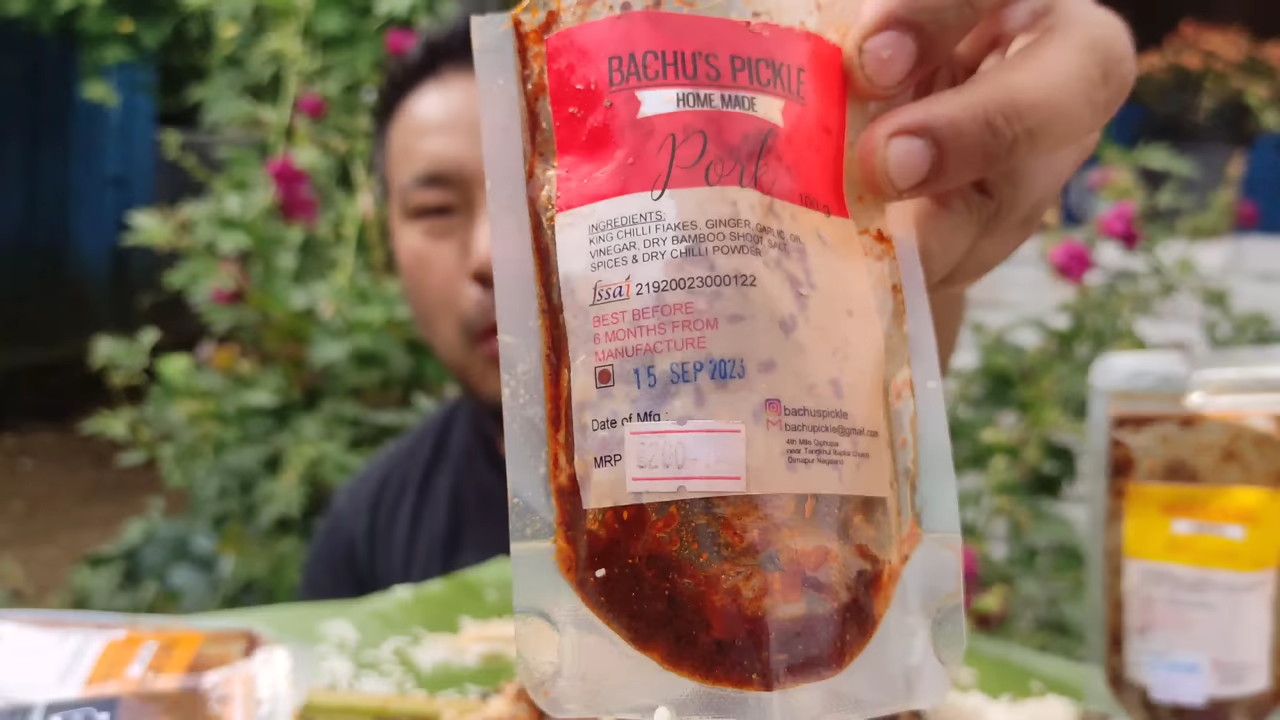 BACHU'S PICKLE
HOME MADE
Pork
100 g
INGREDIENTS:
KING CHILLI FlAKES, GINGER, GARLIC, OIL,
VINEGAR, DRY BAMBOO SHOOT, SALT,
SPICES & DRY CHILLI POWDER
fssai 21920023000122
BEST BEFORE
6 MONTHS FROM
MANUFACTURE
15 SEP 2023
Date of Mfg :
MRP
bachuspickle
bachupickle@gmail.com
4th Mile Diphupar
near Tangkhul Baptist Church
Dimapur Nagaland